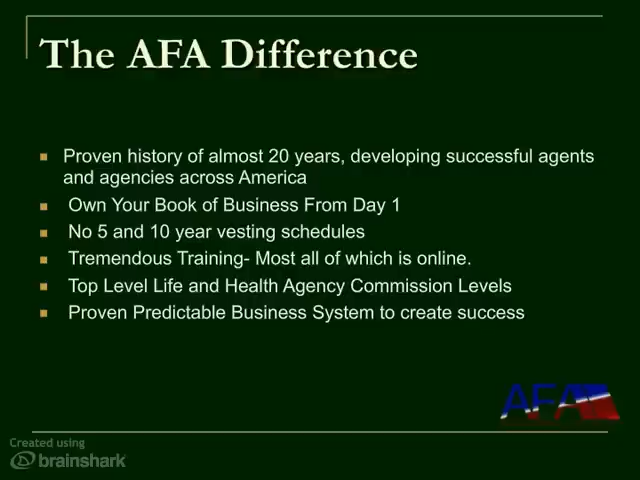 The AFA Difference
Proven history of almost 20 years, developing successful agents
and agencies across America
Own Your Book of Business From Day 1
No 5 and 10 year vesting schedules
Tremendous Training- Most all of which is online.
Top Level Life and Health Agency Commission Levels
Proven Predictable Business System to create success
AFA
Created using
brainshark